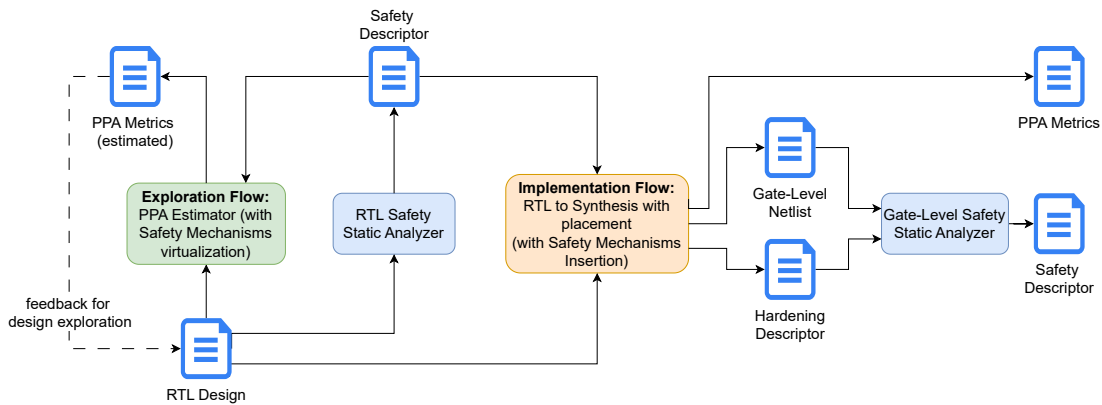 Safety
Descriptor
PPA Metrics
(estimated)
PPA Metrics
Exploration Flow:
PPA Estimator (with
Safety Mechanisms
virtualization)
RTL Safety
Static Analyzer
Implementation Flow:
RTL to Synthesis with
placement
(with Safety Mechanisms
Insertion)
Gate-Level
Netlist
Gate-Level Safety
Static Analyzer
Safety
Descriptor
Hardening
Descriptor
feedback for
design exploration
RTL Design